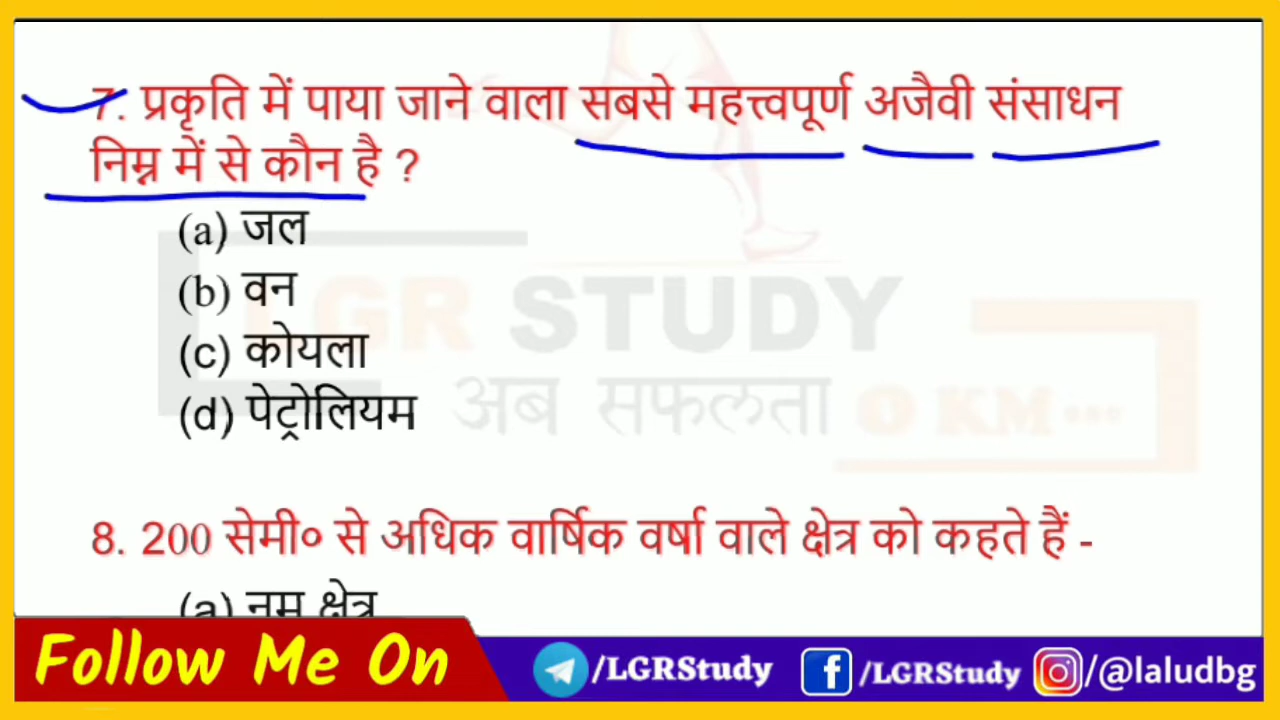 7. प्रकृति में पाया जाने वाला सबसे महत्त्वपूर्ण अजैवी संसाधन
निम्न में से कौन है ?
(a) जल
(b) वन
(c) कोयला
(d) पेट्रोलियम
LGR STUDY
अब सफलता 0 KM...
8. 200 सेमी० से अधिक वार्षिक वर्षा वाले क्षेत्र को कहते हैं -
(a) नम क्षेत्र
Follow Me On
/LGRStudy
/LGRStudy
/@laludbg